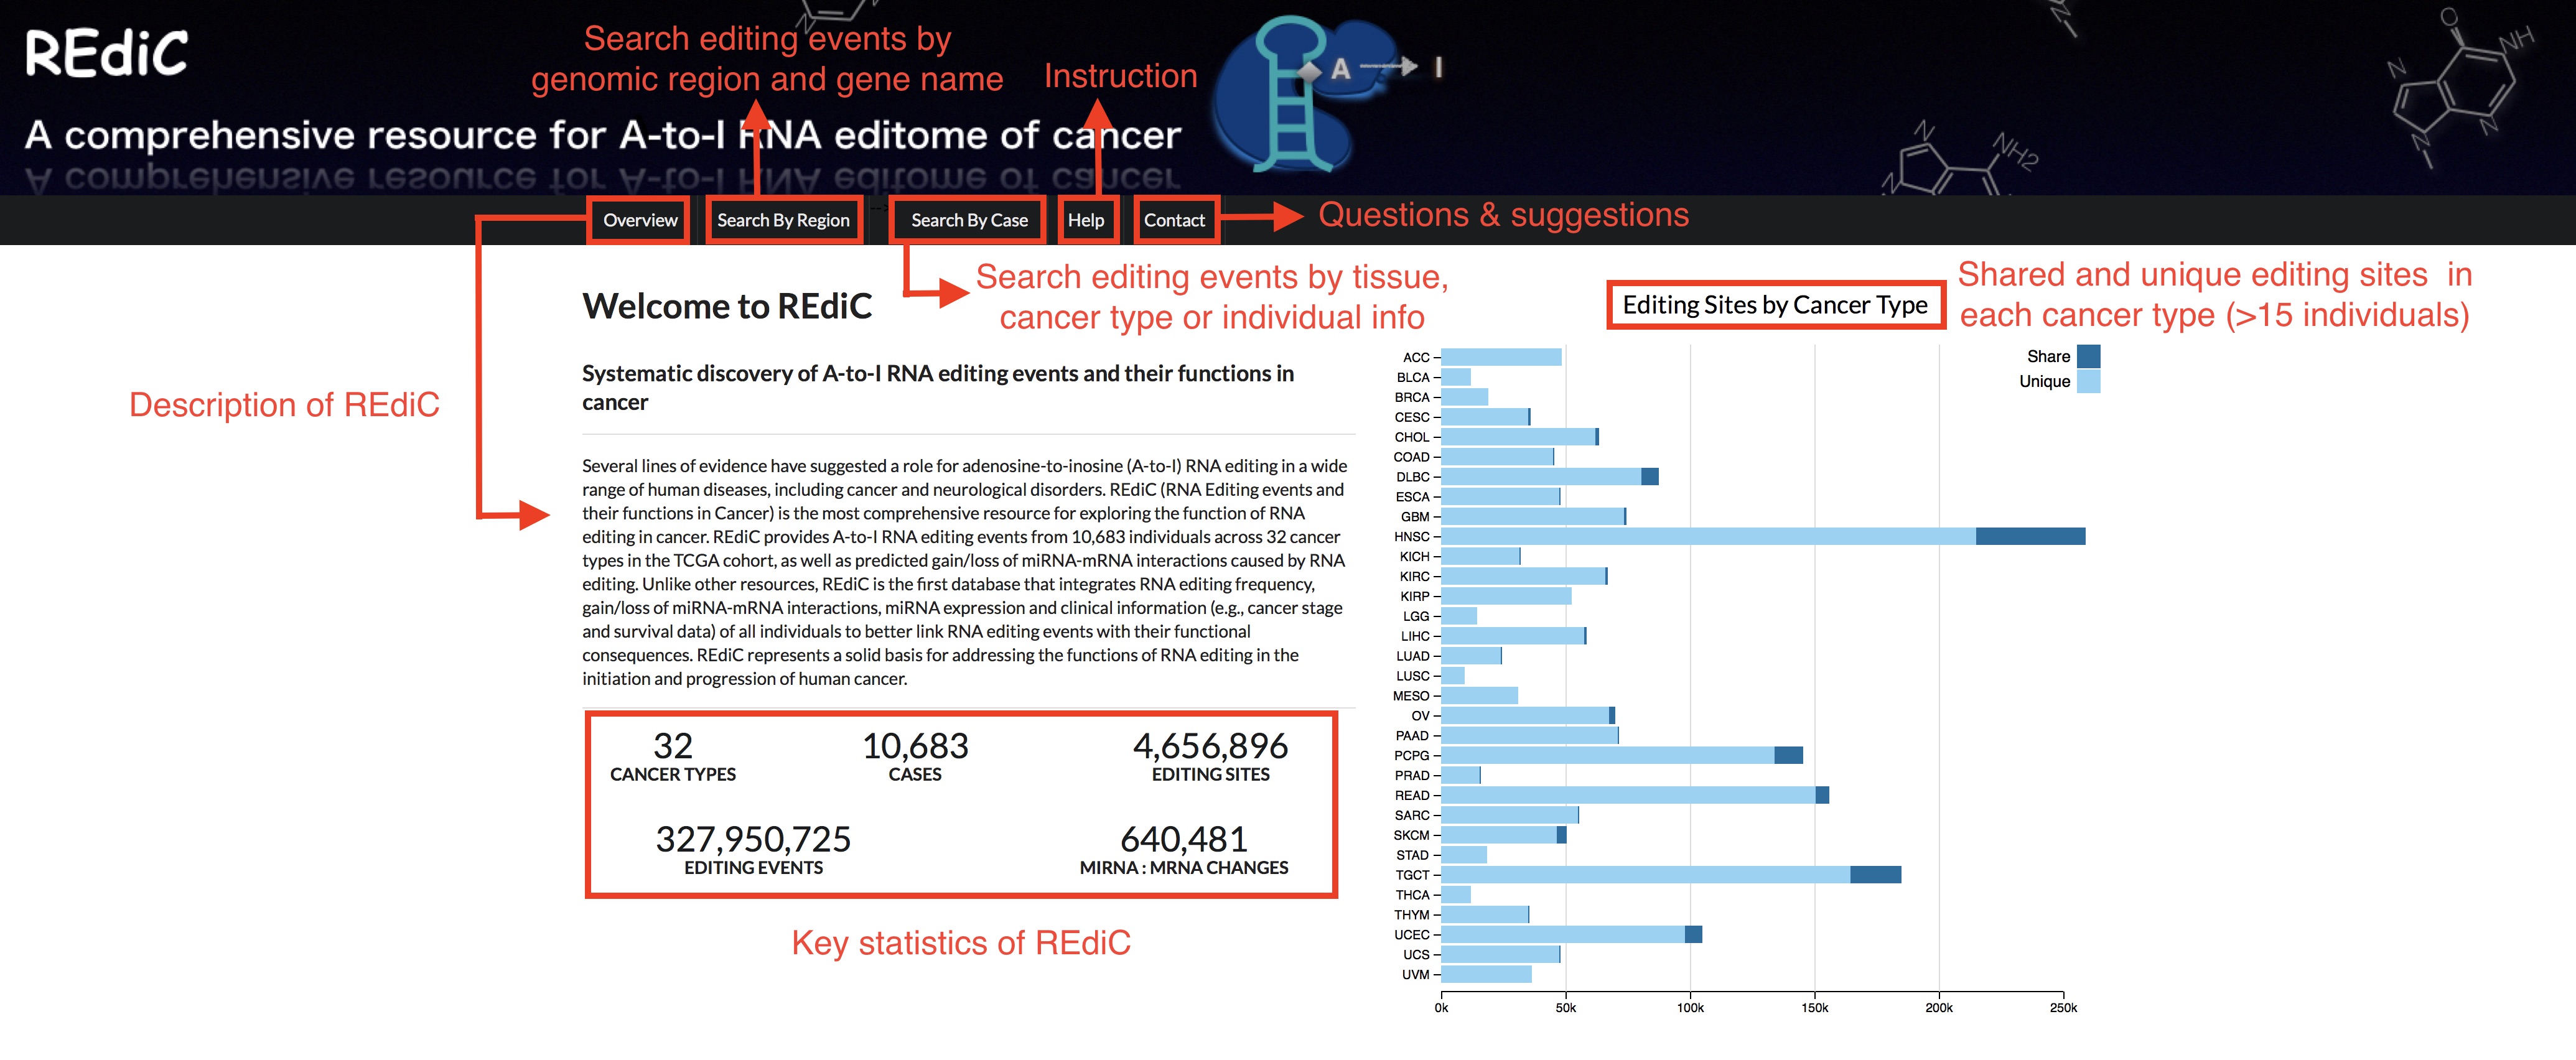 REdiC
A comprehensive resource for A-to-I RNA editome of cancer
Search editing events by
genomic region and gene name
Instruction
A
I
N
N
NH2
N
N
O
NH
N
N
N
Overview
Search By Region
Search By Case
Help
Contact
Questions & suggestions
Description of REdiC
Search editing events by tissue,
cancer type or individual info
Welcome to REdiC
Systematic discovery of A-to-I RNA editing events and their functions in
cancer
Several lines of evidence have suggested a role for adenosine-to-inosine (A-to-I) RNA editing in a wide
range of human diseases, including cancer and neurological disorders. REdiC (RNA Editing events and
their functions in Cancer) is the most comprehensive resource for exploring the function of RNA
editing in cancer. REdiC provides A-to-I RNA editing events from 10,683 individuals across 32 cancer
types in the TCGA cohort, as well as predicted gain/loss of miRNA-mRNA interactions caused by RNA
editing. Unlike other resources, REdiC is the first database that integrates RNA editing frequency,
gain/loss of miRNA-mRNA interactions, miRNA expression and clinical information (e.g., cancer stage
and survival data) of all individuals to better link RNA editing events with their functional
consequences. REdiC represents a solid basis for addressing the functions of RNA editing in the
initiation and progression of human cancer.
32
CANCER TYPES
10,683
CASES
4,656,896
EDITING SITES
327,950,725
EDITING EVENTS
640,481
MIRNA : MRNA CHANGES
Key statistics of REdiC
Editing Sites by Cancer Type
Shared and unique editing sites in
each cancer type (>15 individuals)
Share
Unique
ACC
BLCA
BRCA
CESC
CHOL
COAD
DLBC
ESCA
GBM
HNSC
KICH
KIRC
KIRP
LGG
LIHC
LUAD
LUSC
MESO
OV
PAAD
PCPG
PRAD
READ
SARC
SKCM
STAD
TGCT
THCA
THYM
UCEC
UCS
UVM
0k
50k
100k
150k
200k
250k